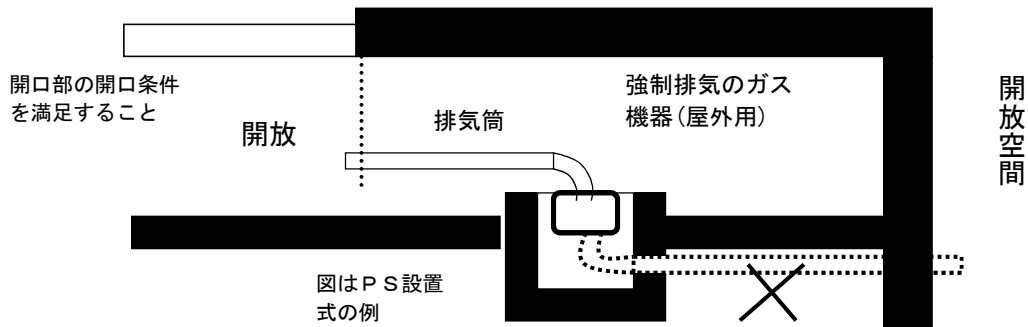 開口部の開口条件
を満足すること
開放
排気筒
強制排気のガス
機器(屋外用)
開放空間
図はPS設置
式の例